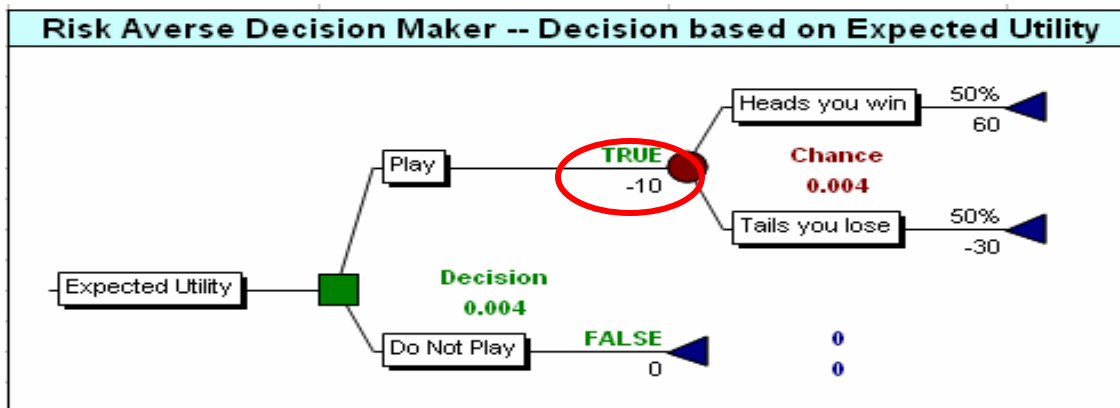 Risk Averse Decision Maker -- Decision based on Expected Utility
Heads you win
50%
60
Play
TRUE
-10
Chance
0.004
Tails you lose
50%
-30
Expected Utility
Decision
0.004
Do Not Play
FALSE
0
0
0